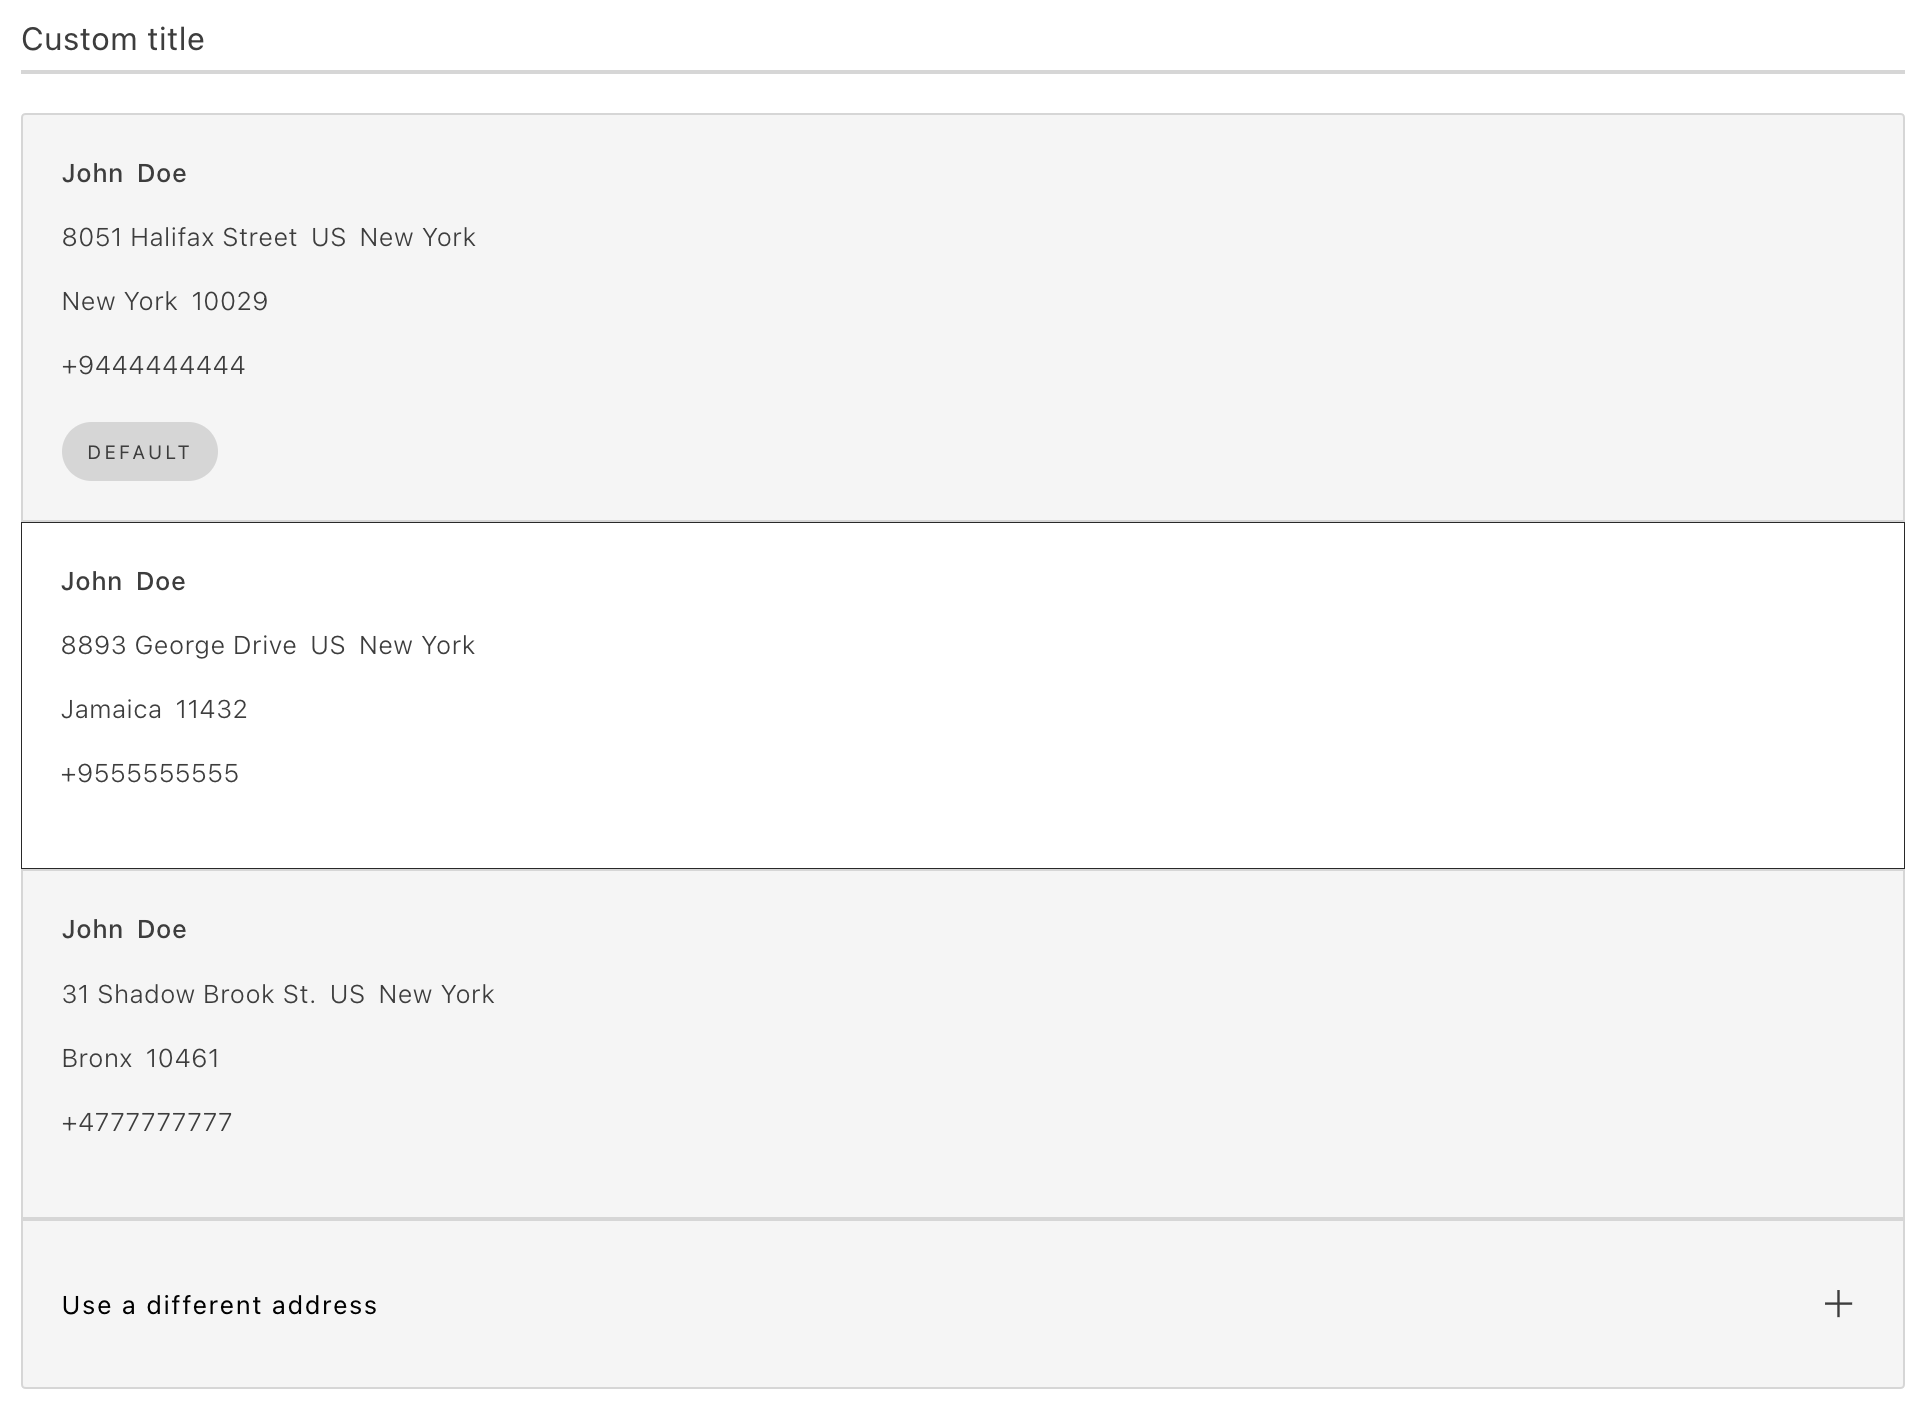 Custom title
John Doe
8051 Halifax Street US New York
New York 10029
+9444444444
DEFAULT
John Doe
8893 George Drive US New York
Jamaica 11432
+9555555555
John Doe
31 Shadow Brook St. US New York
Bronx 10461
+4777777777
Use a different address